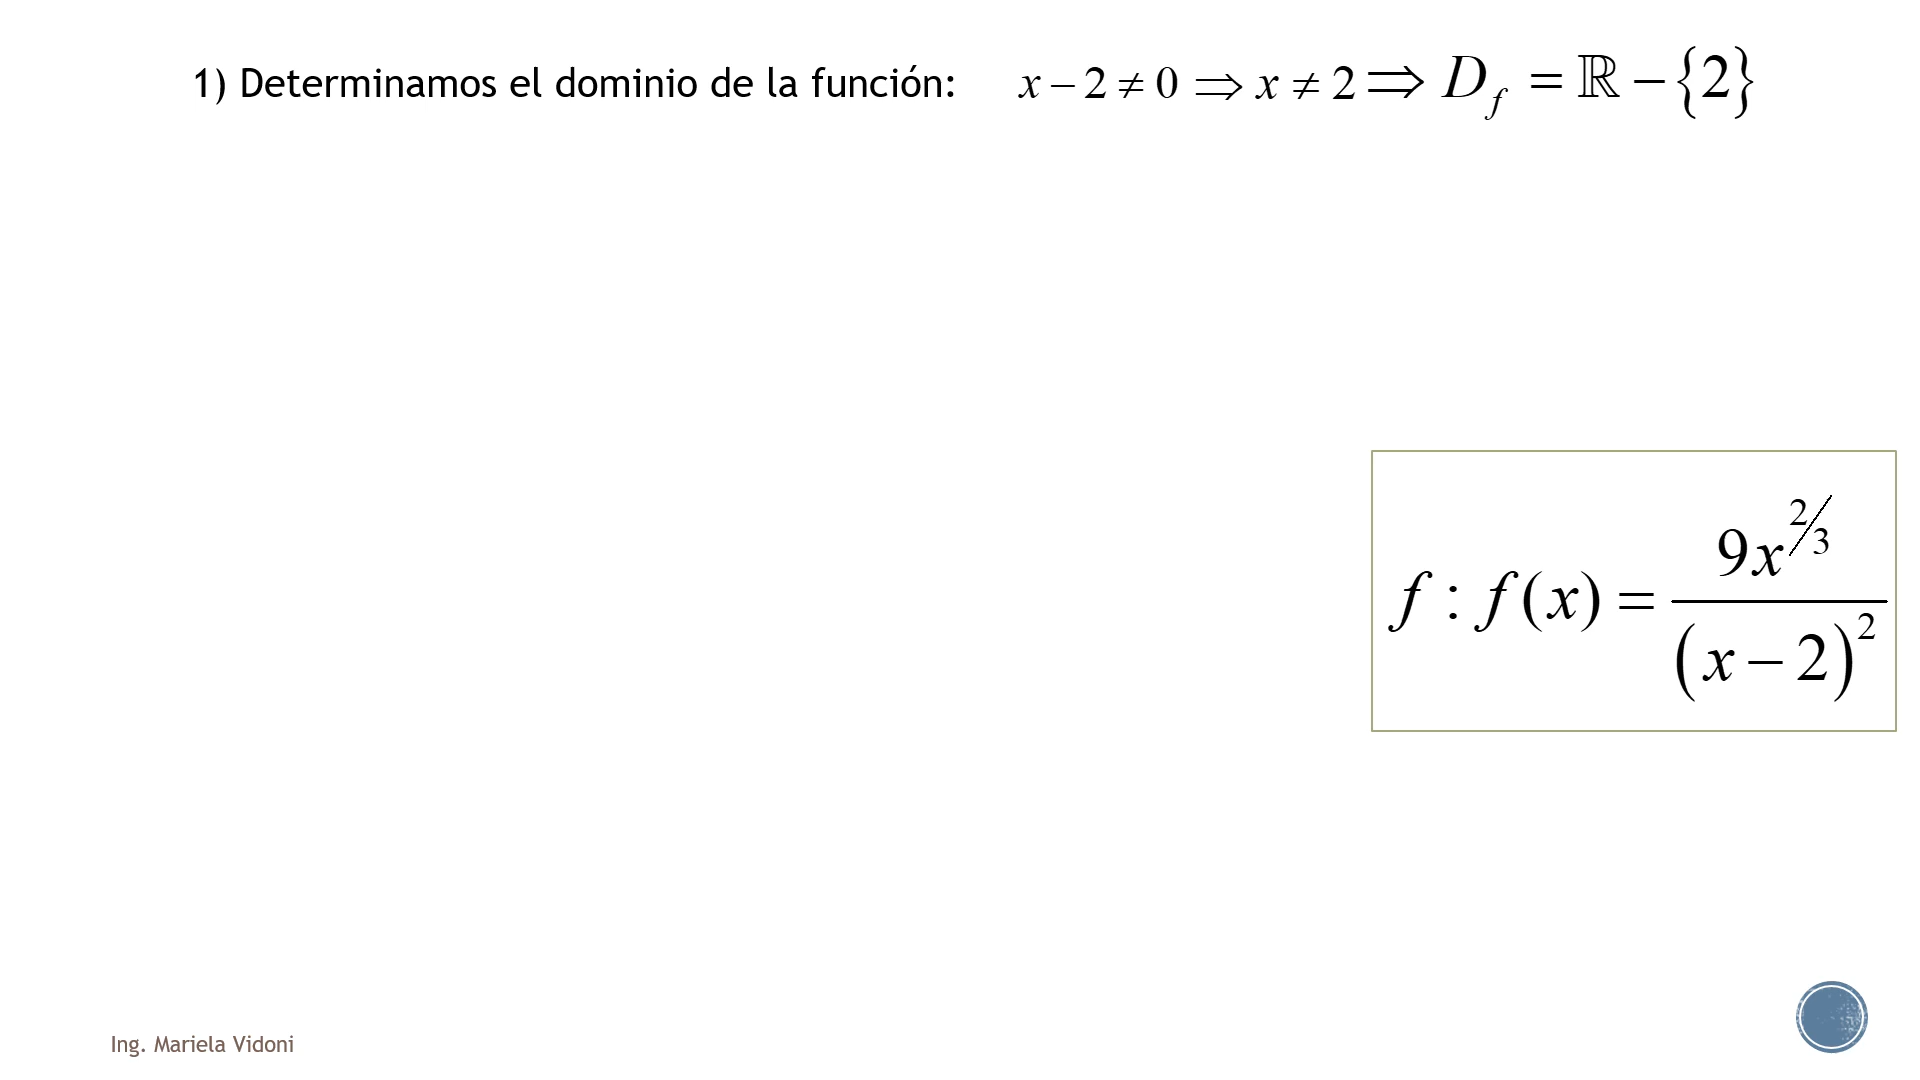 1) Determinamos el dominio de la función: x − 2 ≠ 0 ⇒ x ≠ 2 ⇒ D_f = ℝ − {2}
f : f(x) = 9x^(2/3) / (x − 2)^2
Ing. Mariela Vidoni